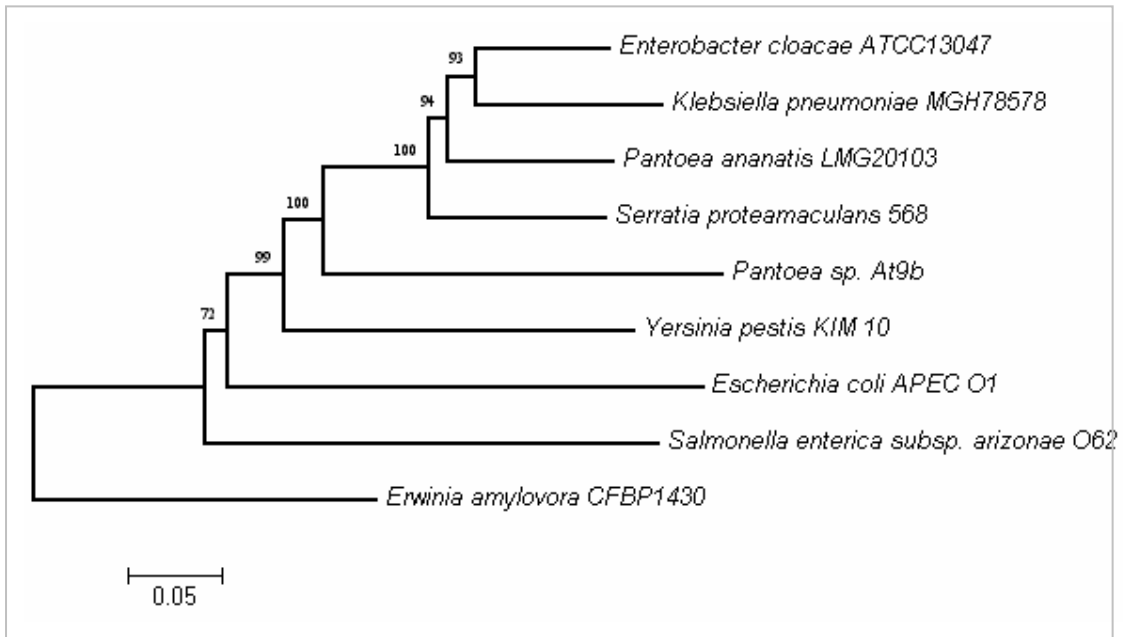 93
Enterobacter cloacae ATCC13047
94
Klebsiella pneumoniae MGH78578
100
Pantoea ananatis LMG20103
100
Serratia proteamaculans 568
99
Pantoea sp. At9b
72
Yersinia pestis KIM 10
Escherichia coli APEC O1
Salmonella enterica subsp. arizonae O62
Erwinia amylovora CFBP1430
0.05